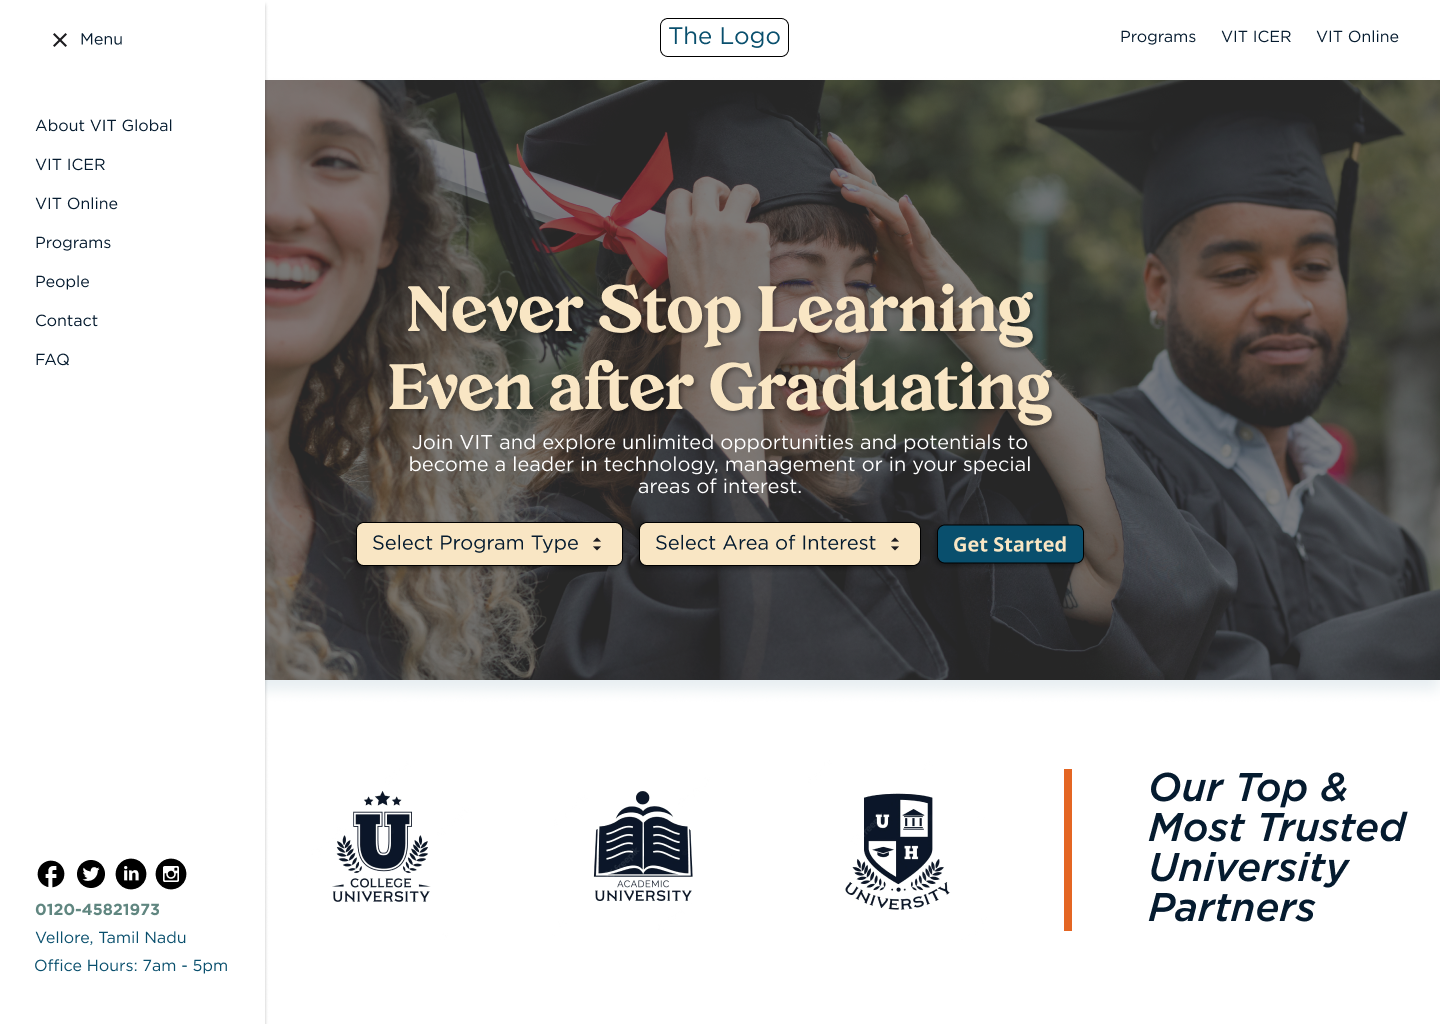 Menu
The Logo
Programs VIT ICER VIT Online
About VIT Global
VIT ICER
VIT Online
Programs
People
Contact
FAQ
Never Stop Learning
Even after Graduating
Join VIT and explore unlimited opportunities and potentials to
become a leader in technology, management or in your special
areas of interest.
Select Program Type
Select Area of Interest
Get Started
U
COLLEGE
UNIVERSITY
ACADEMIC
UNIVERSITY
U
H
UNIVERSITY
Our Top &
Most Trusted
University
Partners
0120-45821973
Vellore, Tamil Nadu
Office Hours: 7am - 5pm